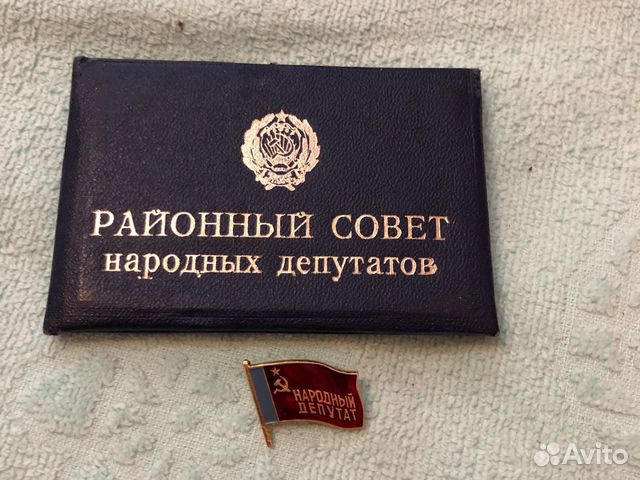 РАЙОННЫЙ СОВЕТ
народных депутатов
НАРОДНЫЙ
ДЕПУТАТ
Avito